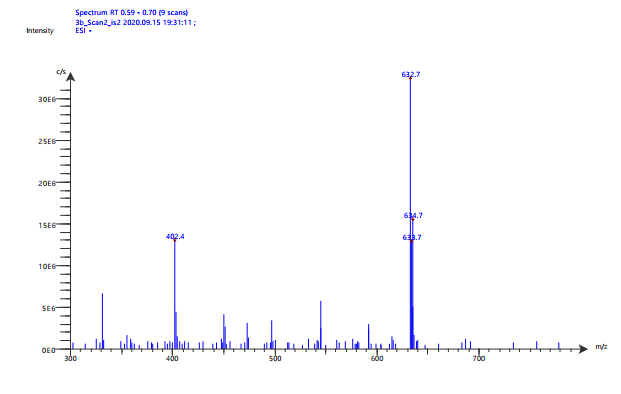 Spectrum RT 0.59 - 0.70 (9 scans)
3b_Scan2_is2 2020.09.15 19:31:11 ;
Intensity
ESI -
c/s
632.7
30E6
25E6
20E6
634.7
15E6
402.4
633.7
10E6
5E6
0E0
m/z
300
400
500
600
700